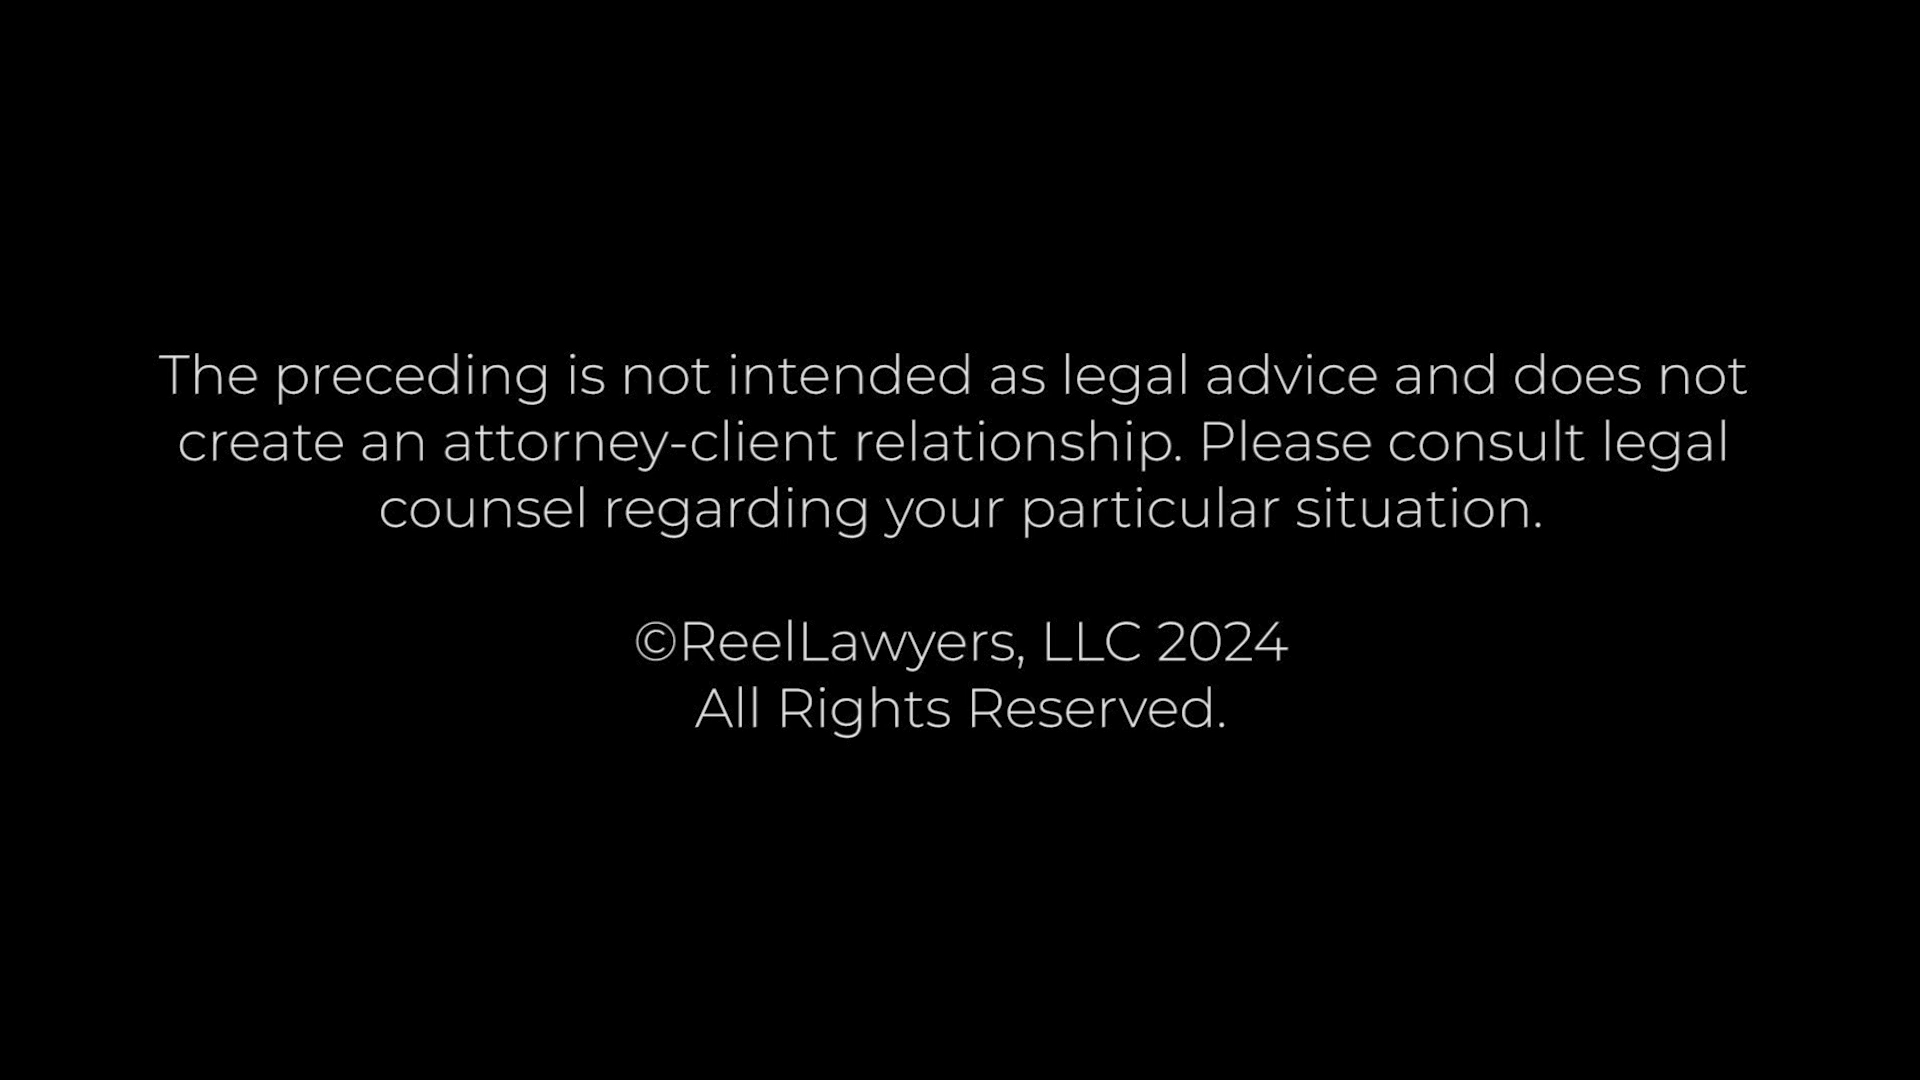 The preceding is not intended as legal advice and does not
create an attorney-client relationship. Please consult legal
counsel regarding your particular situation.
©ReelLawyers, LLC 2024
All Rights Reserved.